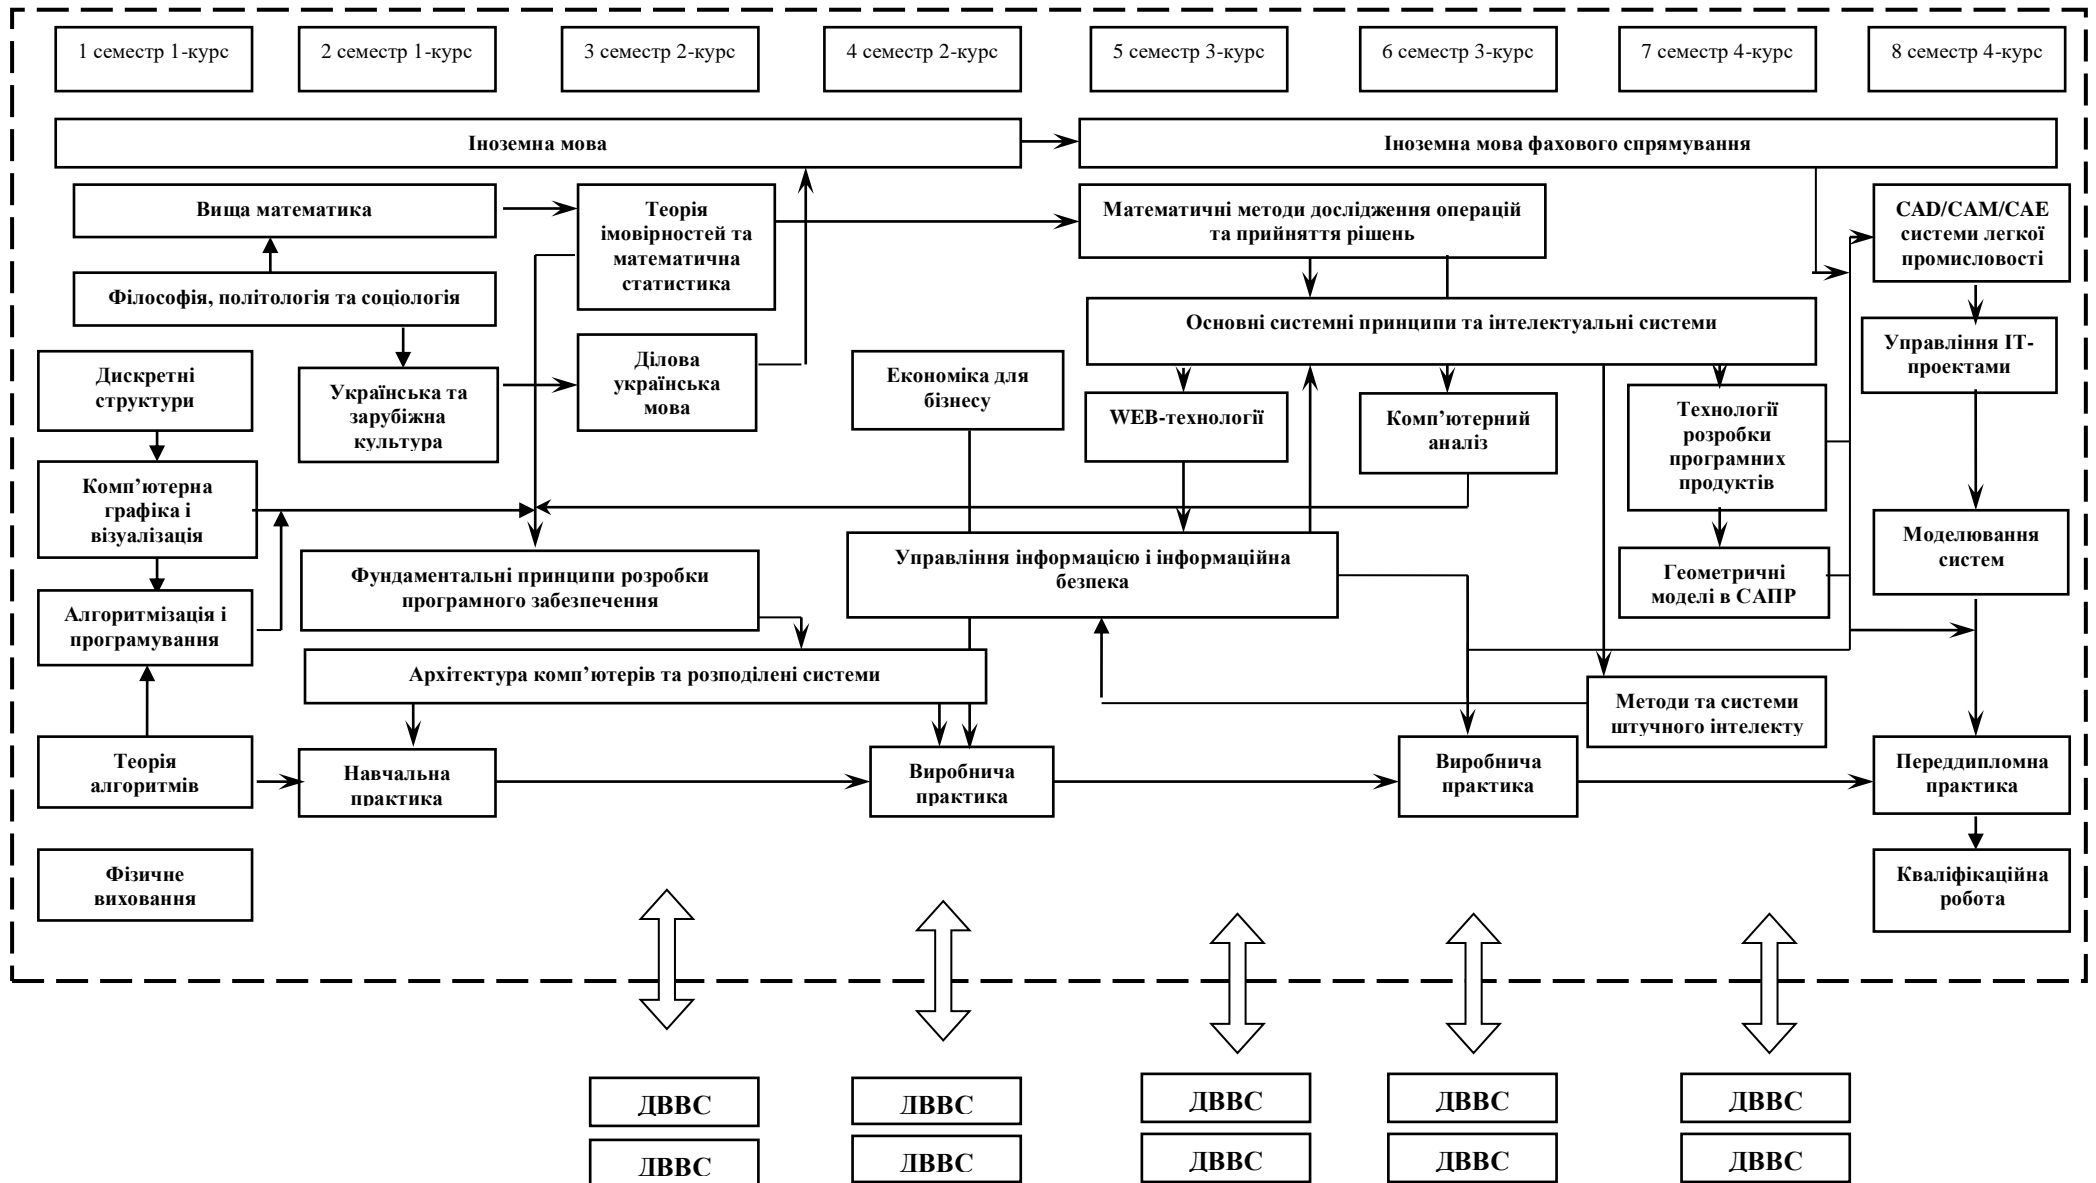 1 семестр 1-курс
2 семестр 1-курс
3 семестр 2-курс
4 семестр 2-курс
5 семестр 3-курс
6 семестр 3-курс
7 семестр 4-курс
8 семестр 4-курс
Іноземна мова
Іноземна мова фахового спрямування
Вища математика
Теорія
імовірностей та
математична
статистика
Математичні методи дослідження операцій
та прийняття рішень
CAD/CAM/CAE
системи легкої
промисловості
Філософія, політологія та соціологія
Основні системні принципи та інтелектуальні системи
Управління ІТ-
проектами
Дискретні
структури
Українська та
зарубіжна
культура
Ділова
українська
мова
Економіка для
бізнесу
WEB-технології
Комп’ютерний
аналіз
Технології
розробки
програмних
продуктів
Комп’ютерна
графіка і
візуалізація
Фундаментальні принципи розробки
програмного забезпечення
Управління інформацією і інформаційна
безпека
Геометричні
моделі в САПР
Моделювання
систем
Алгоритмізація і
програмування
Архітектура комп’ютерів та розподілені системи
Методи та системи
штучного інтелекту
Теорія
алгоритмів
Навчальна
практика
Виробнича
практика
Виробнича
практика
Переддипломна
практика
Фізичне
виховання
Кваліфікаційна
робота
ДВВС
ДВВС
ДВВС
ДВВС
ДВВС
ДВВС
ДВВС
ДВВС
ДВВС
ДВВС